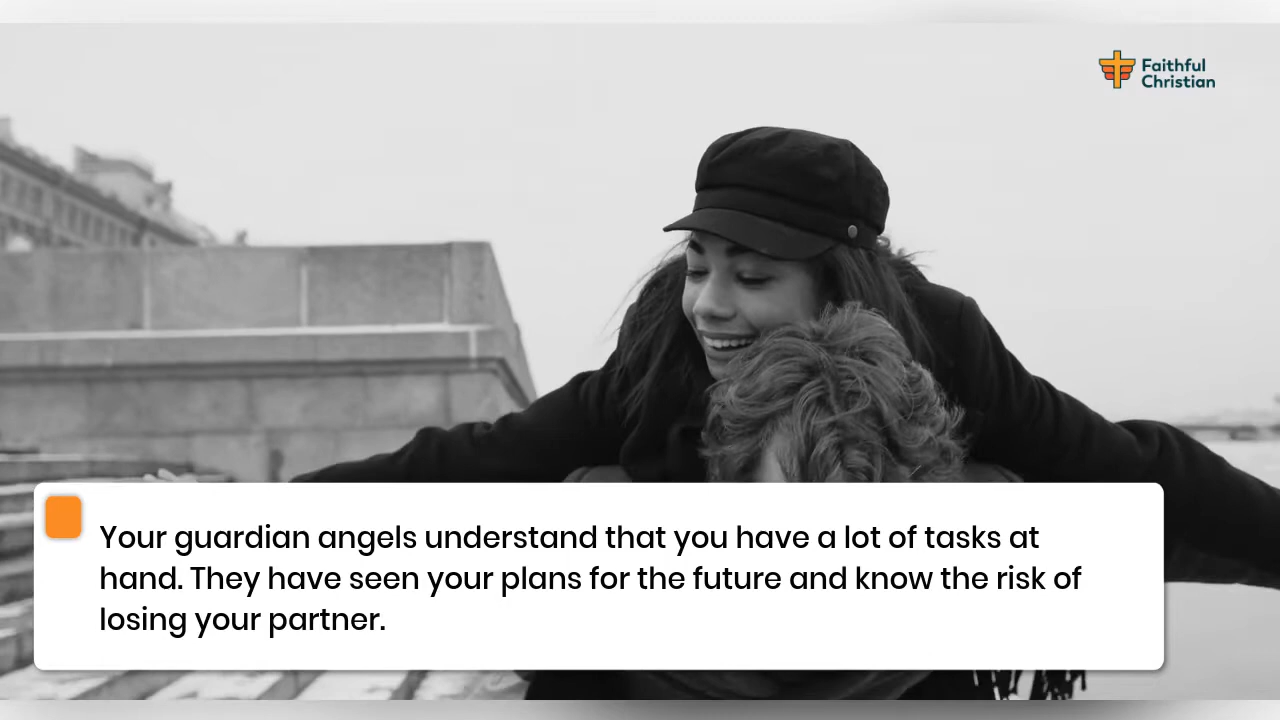 Faithful
Christian
Your guardian angels understand that you have a lot of tasks at
hand. They have seen your plans for the future and know the risk of
losing your partner.